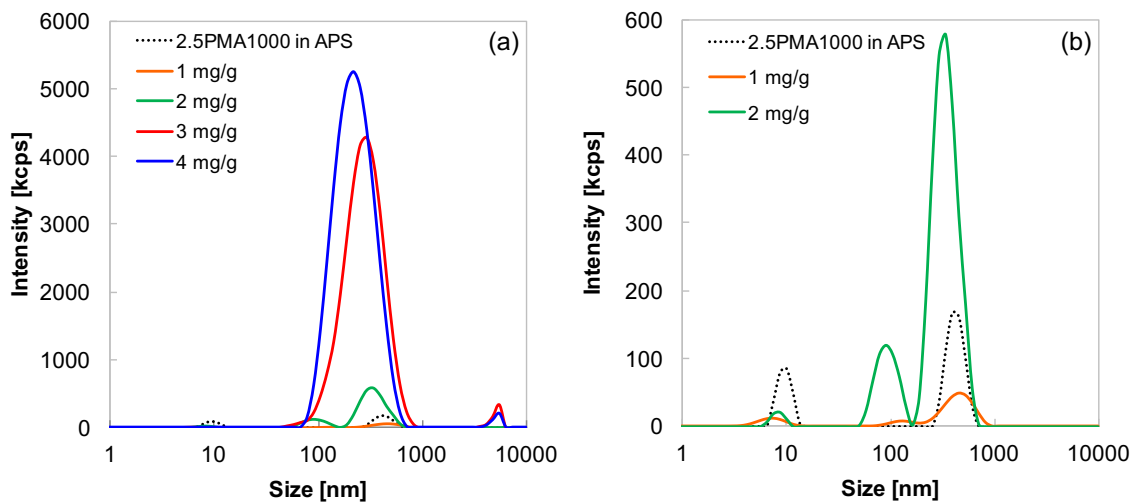 (a)
2.5PMA1000 in APS
1 mg/g
2 mg/g
3 mg/g
4 mg/g
6000
5000
4000
3000
2000
1000
0
Intensity [kcps]
1
10
100
1000
10000
Size [nm]
(b)
2.5PMA1000 in APS
1 mg/g
2 mg/g
600
500
400
300
200
100
0
Intensity [kcps]
1
10
100
1000
10000
Size [nm]